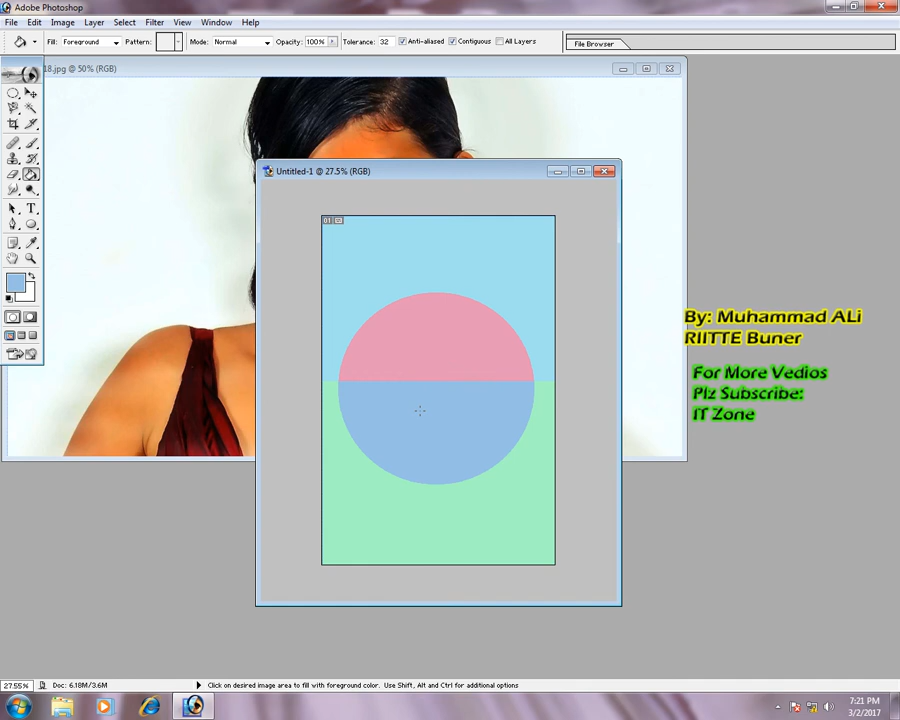 Adobe Photoshop
File Edit Image Layer Select Filter View Window Help
Fill: Foreground Pattern: Mode: Normal Opacity: 100% Tolerance: 32 Anti-aliased Contiguous All Layers File Browser
18.jpg @ 50% (RGB)
Untitled-1 @ 27.5% (RGB)
01
By: Muhammad ALi
RIITTE Buner
For More Vedios
Plz Subscribe:
IT Zone
27.55% Doc: 6.18M/3.6M Click on desired image area to fill with foreground color. Use Shift, Alt and Ctrl for additional options
7:21 PM
3/2/2017